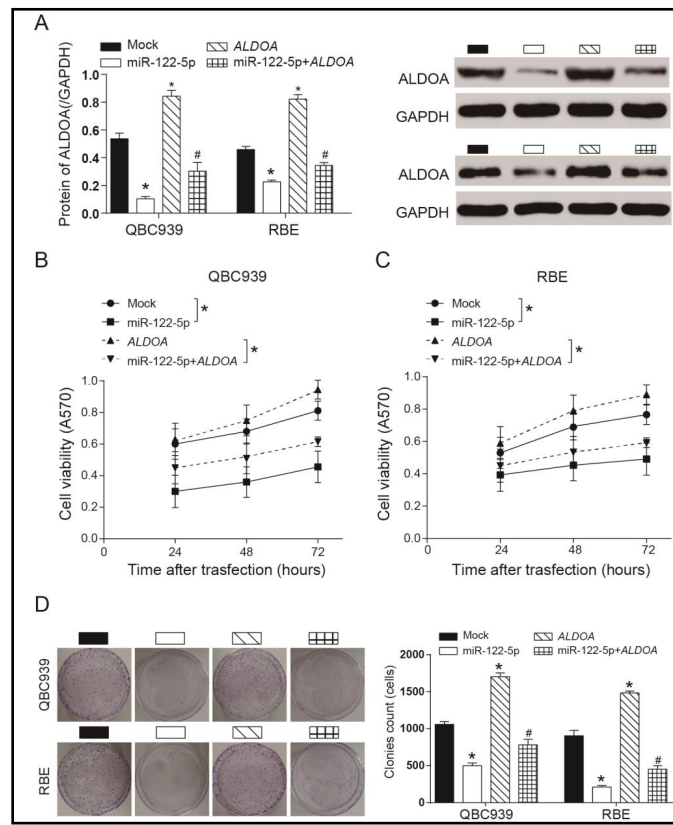 A
Mock
ALDOA
miR-122-5p
miR-122-5p+ALDOA
Protein of ALDOA(/GAPDH)
1.0
0.8
0.6
0.4
0.2
0.0
*
*
#
*
*
#
QBC939
RBE
ALDOA
GAPDH
ALDOA
GAPDH
B
QBC939
Mock
miR-122-5p
*
ALDOA
miR-122-5p+ALDOA
*
Cell viability (A570)
1.0
0.8
0.6
0.4
0.2
0
24
48
72
Time after trasfection (hours)
C
RBE
Mock
miR-122-5p
*
ALDOA
miR-122-5p+ALDOA
*
Cell viability (A570)
1.0
0.8
0.6
0.4
0.2
0
24
48
72
Time after trasfection (hours)
D
QBC939
RBE
Mock
ALDOA
miR-122-5p
miR-122-5p+ALDOA
Clonies count (cells)
2000
1500
1000
500
0
*
*
#
*
*
#
QBC939
RBE